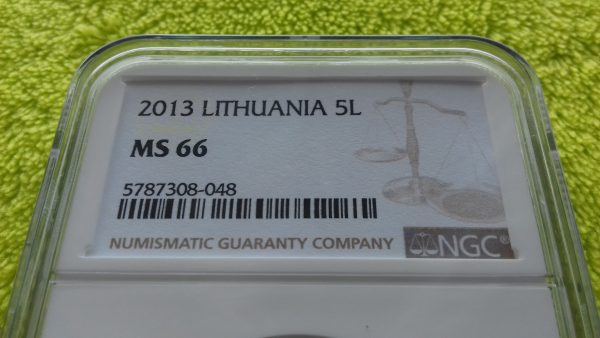 2013 LITHUANIA 5L
MS 66
5787308-048
NUMISMATIC GUARANTY COMPANY
NGC®